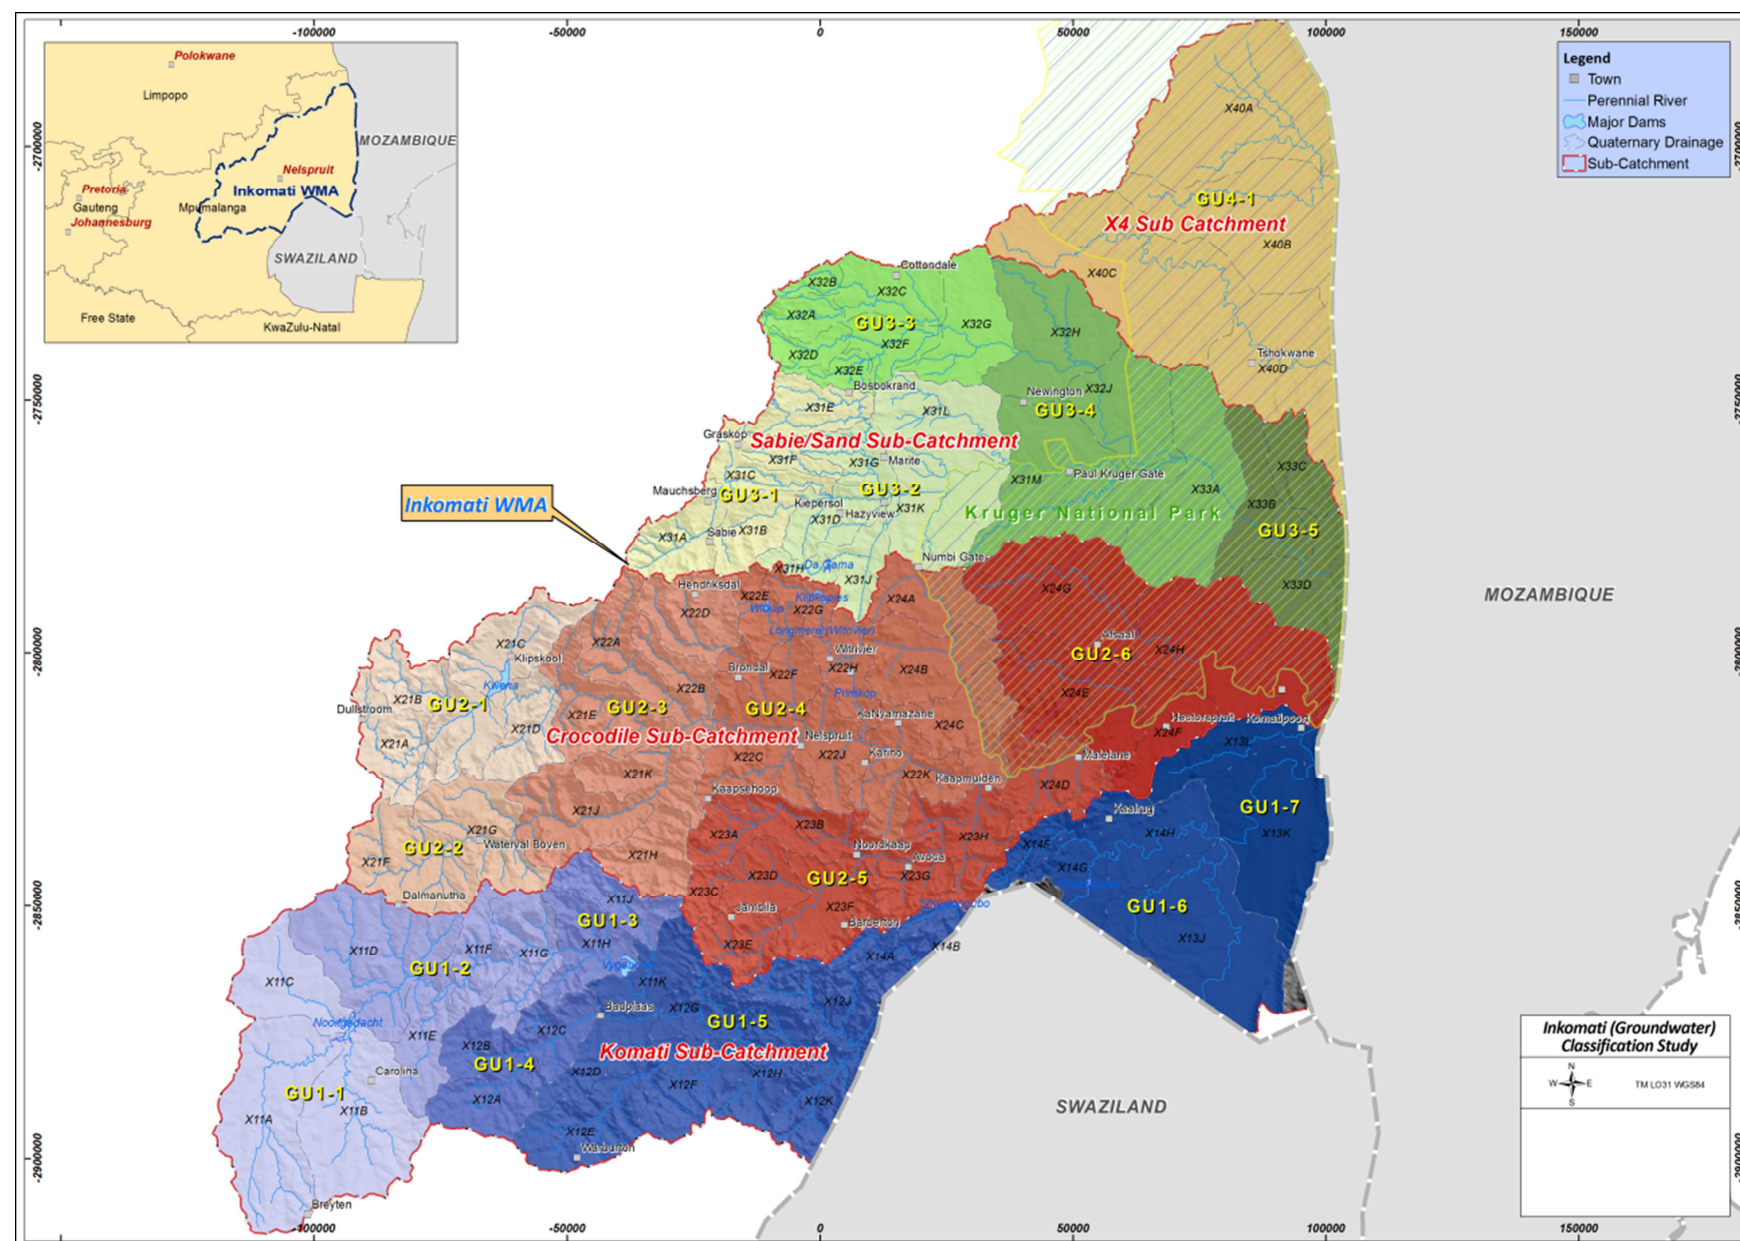 -100000
-50000
0
50000
100000
150000
Polokwane
Limpopo
MOZAMBIQUE
Nelspruit
Pretoria
Inkomati WMA
Gauteng
Mpumalanga
Johannesburg
SWAZILAND
Free State
KwaZulu-Natal
Legend
Town
Perennial River
Major Dams
Quaternary Drainage
Sub-Catchment
-2700000
-2700000
X40A
GU4-1
X4 Sub Catchment
X40B
X40C
Cottondale
X32B
X32C
X32A
GU3-3
X32G
X32H
X32F
X32D
X32E
Tshokwane
X40D
Bosbokrand
Newington
X32J
-2750000
-2750000
X31E
X31L
GU3-4
Graskop
Sabie/Sand Sub-Catchment
X31F
X31G
Marite
X33C
X31C
X31M
Paul Kruger Gate
Mauchsberg
GU3-1
GU3-2
X33A
Kiepersol
X31K
X33B
Inkomati WMA
X31D
Hazyview
Kruger National Park
X31A
Sabie
X31B
GU3-5
Numbi Gate
X31H
Da Gama
X31J
Hendriksdal
X33D
X22E
Klipkopjes
X24A
X24G
MOZAMBIQUE
X22D
Witklip
X22G
Longmere (Witrivier)
X21C
X22A
Afsaal
Klipskool
Witrivier
GU2-6
X24H
-2800000
-2800000
Brondal
X22F
X22H
X24B
Kwena
X22B
Primkop
X24E
X21B
GU2-1
Dullstroom
X21E
GU2-3
GU2-4
KaNyamazane
Hectorspruit
Komatipoort
X21D
X24C
X24F
Crocodile Sub-Catchment
Nelspruit
X21A
X13L
X22C
X22J
Karino
Malelane
X21K
X22K
Kaapmuiden
X24D
Kaapsehoop
Kaalrug
GU1-7
X21J
X21G
X23A
X23B
X23H
X14H
X13K
GU2-2
Waterval Boven
X14F
X21F
X21H
Noordkaap
Avoca
X14G
X23D
GU2-5
X23G
Dalmanutha
X23C
-2850000
-2850000
X11J
X23F
GU1-6
GU1-3
Jambila
Barberton
X13J
X11D
X11F
X11G
X11H
X23E
X14B
X14A
GU1-2
X11C
X11K
Badplaas
X12G
X12J
Nooitgedacht
GU1-5
X11E
X12C
X12B
Komati Sub-Catchment
GU1-4
Carolina
X12D
X12H
X12F
GU1-1
X12A
X12K
X11B
X11A
SWAZILAND
X12E
Warburton
Breyten
Inkomati (Groundwater)
Classification Study
N
W
E
S
TM LO31 WGS84
-2900000
-2900000
-100000
-50000
0
50000
100000
150000